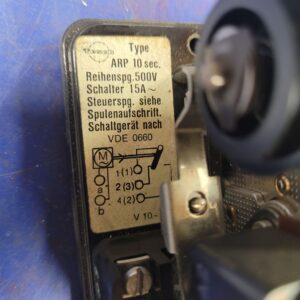 Type
ARP 10 sec.
Reihenspg. 500V
Schalter 15A ~
Steuerspg. siehe
Spulenaufschrift.
Schaltgerät nach
VDE 0660
M
1 (1)
a
2 (3)
b
4 (2)
V 10.-